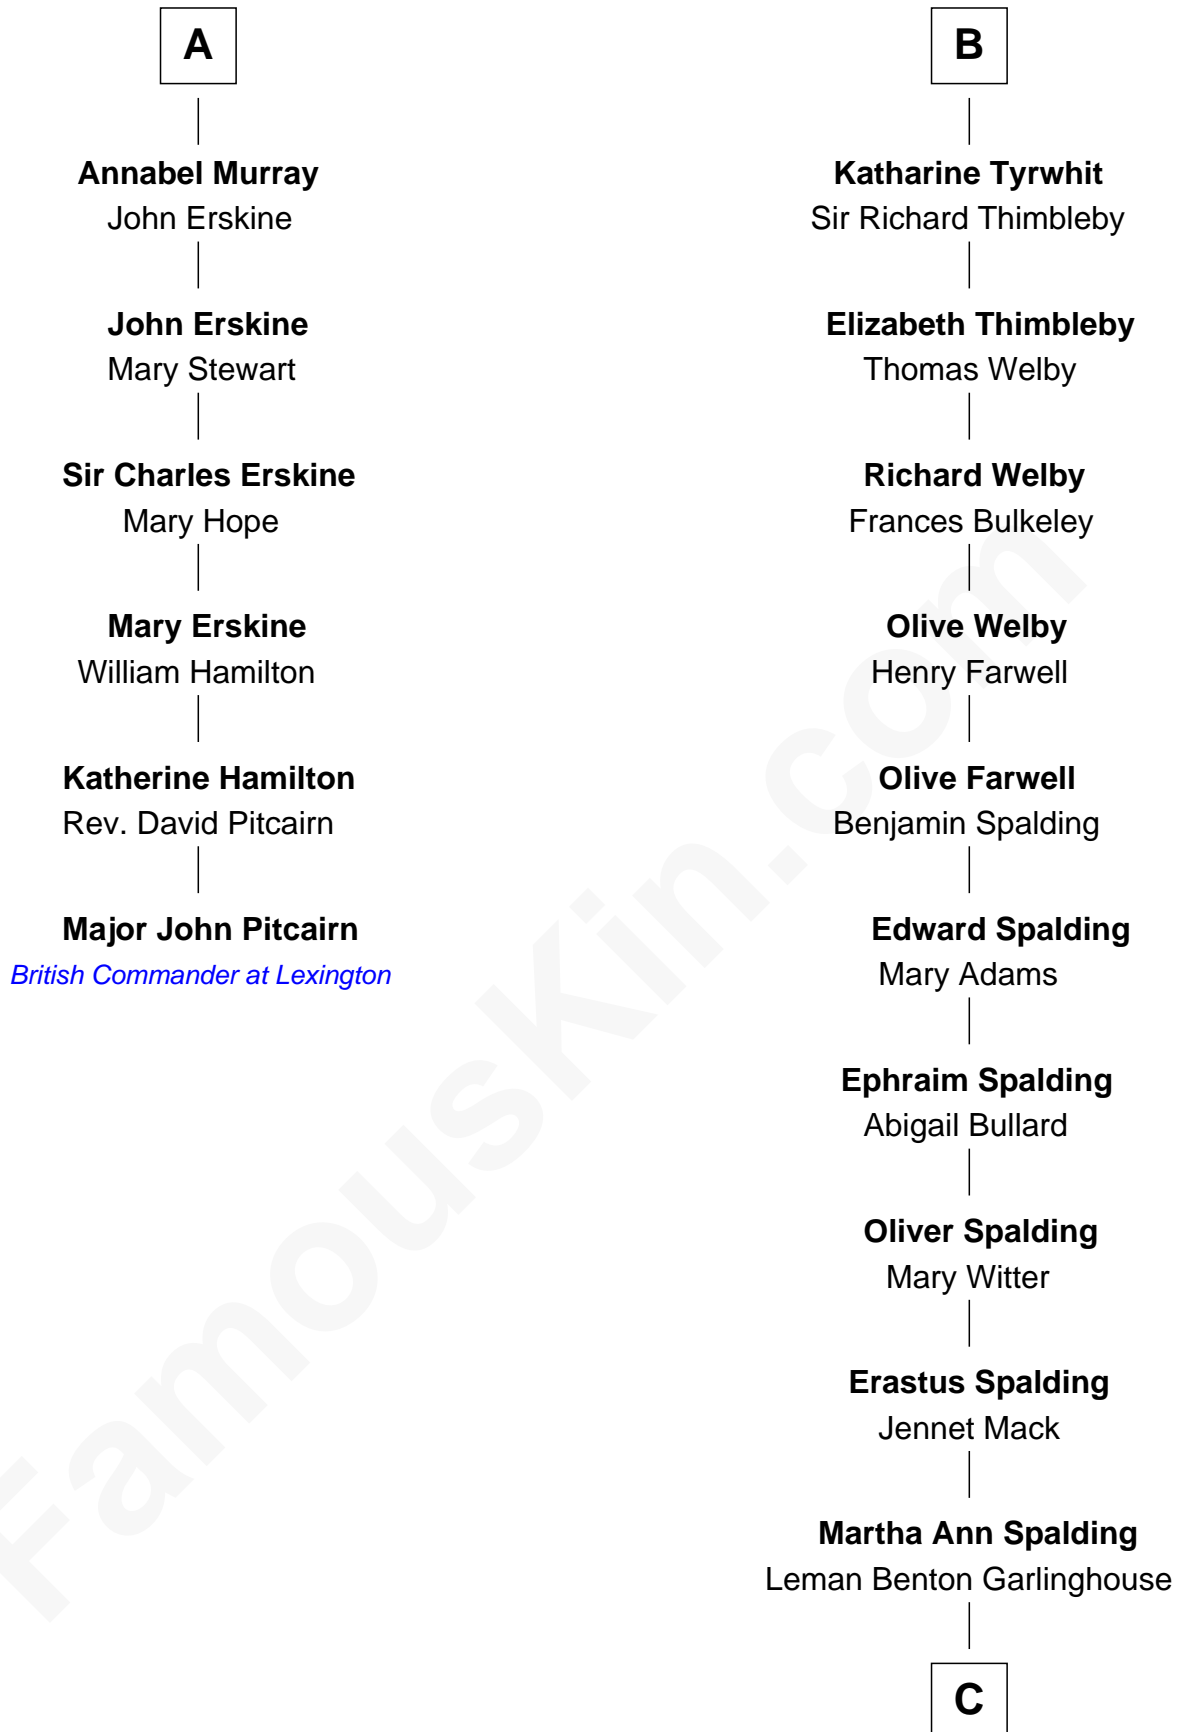 A
Annabel Murray
John Erskine
John Erskine
Mary Stewart
Sir Charles Erskine
Mary Hope
Mary Erskine
William Hamilton
Katherine Hamilton
Rev. David Pitcairn
Major John Pitcairn
British Commander at Lexington
B
Katharine Tyrwhit
Sir Richard Thimbleby
Elizabeth Thimbleby
Thomas Welby
Richard Welby
Frances Bulkeley
Olive Welby
Henry Farwell
Olive Farwell
Benjamin Spalding
Edward Spalding
Mary Adams
Ephraim Spalding
Abigail Bullard
Oliver Spalding
Mary Witter
Erastus Spalding
Jennet Mack
Martha Ann Spalding
Leman Benton Garlinghouse
C
FamousKin.com